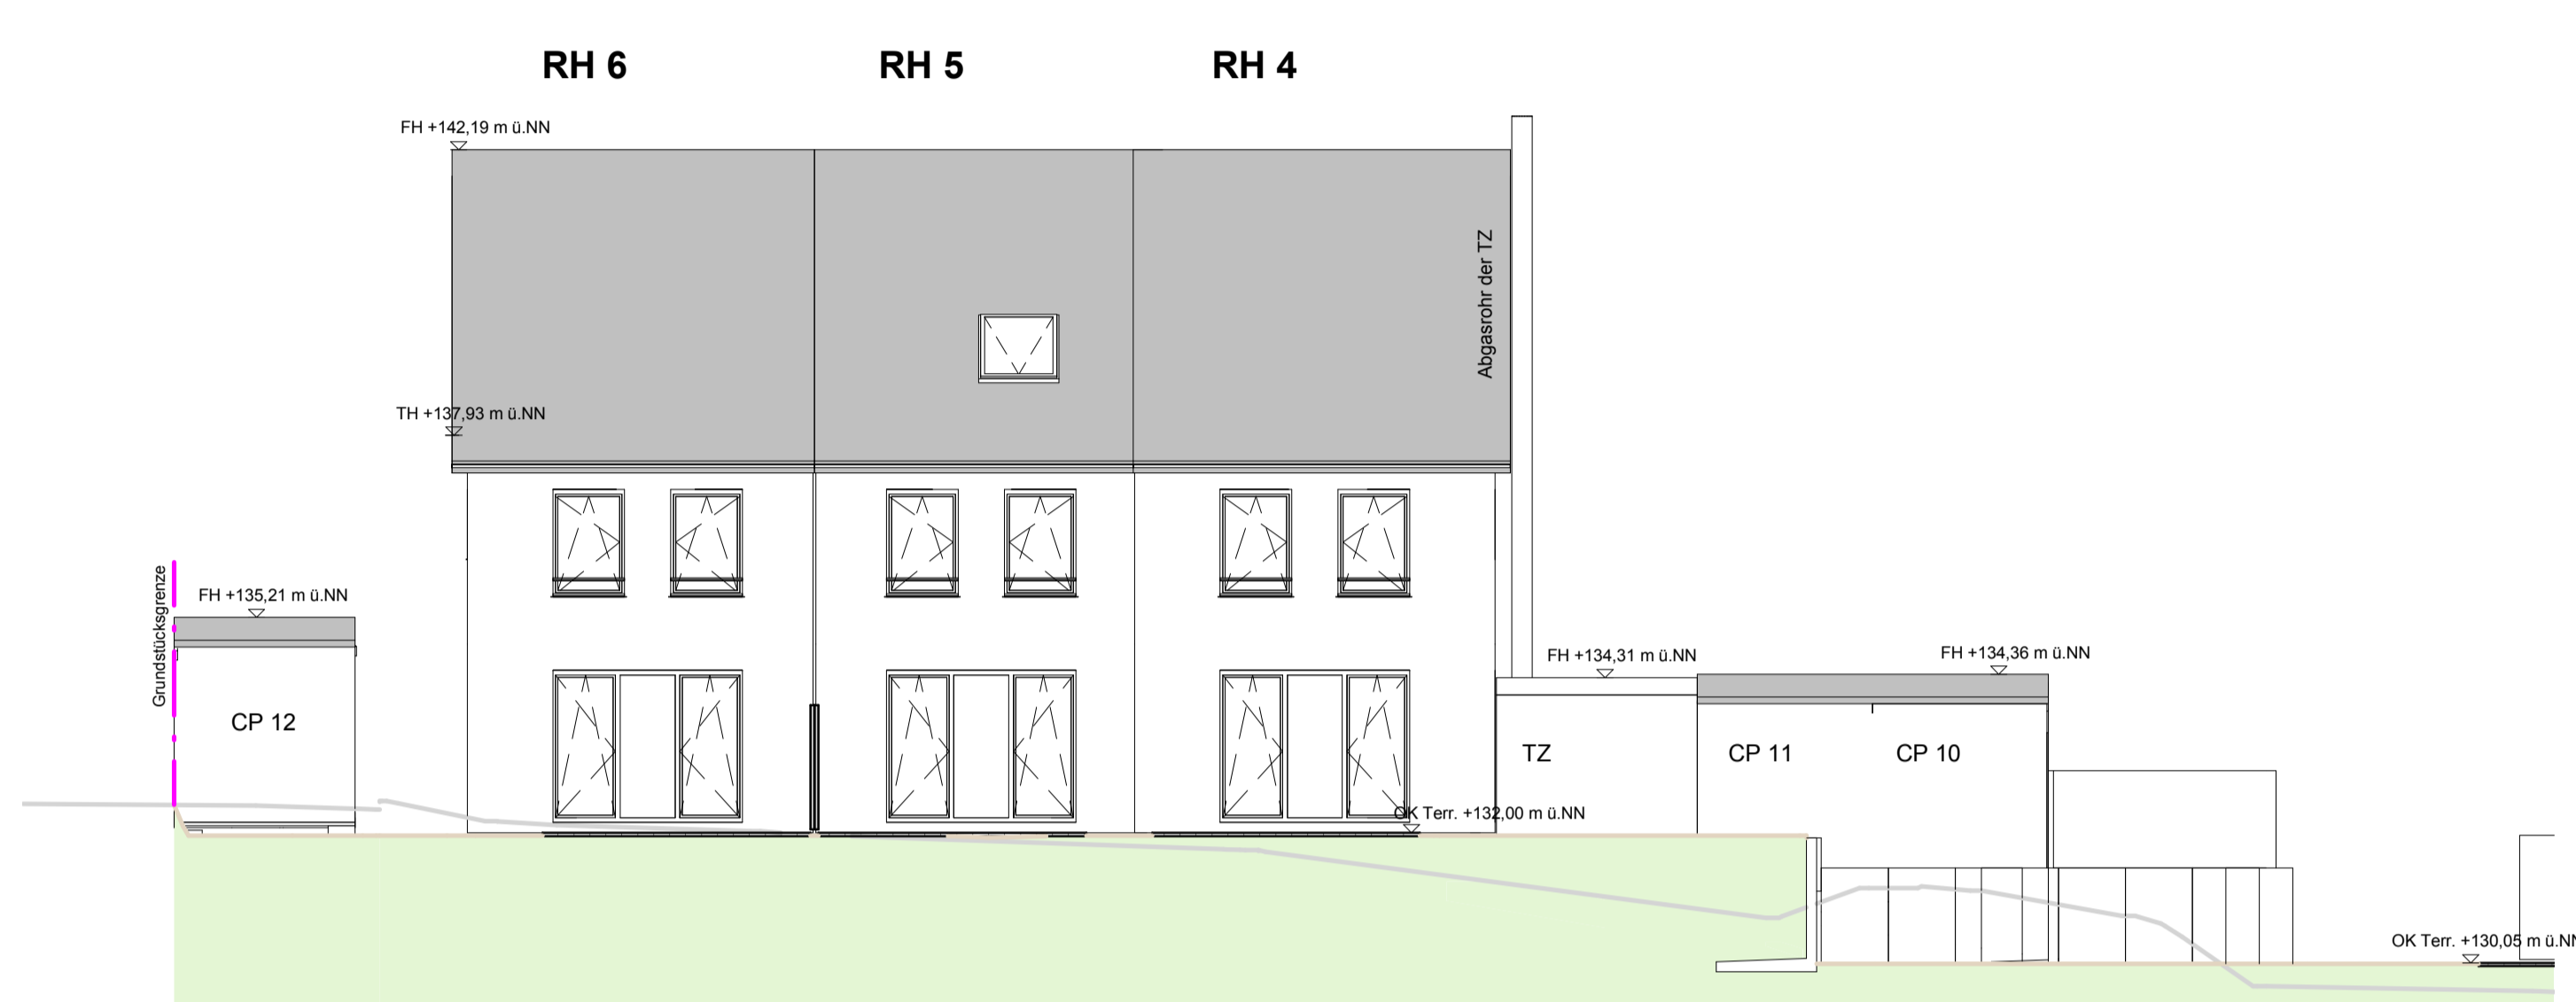 RH 6
RH 5
RH 4
FH +142,19 m ü.NN
Abgasrohr der TZ
TH +137,93 m ü.NN
Grundstücksgrenze
FH +135,21 m ü.NN
FH +134,31 m ü.NN
FH +134,36 m ü.NN
CP 12
TZ
CP 11
CP 10
OK Terr. +132,00 m ü.NN
OK Terr. +130,05 m ü.NN